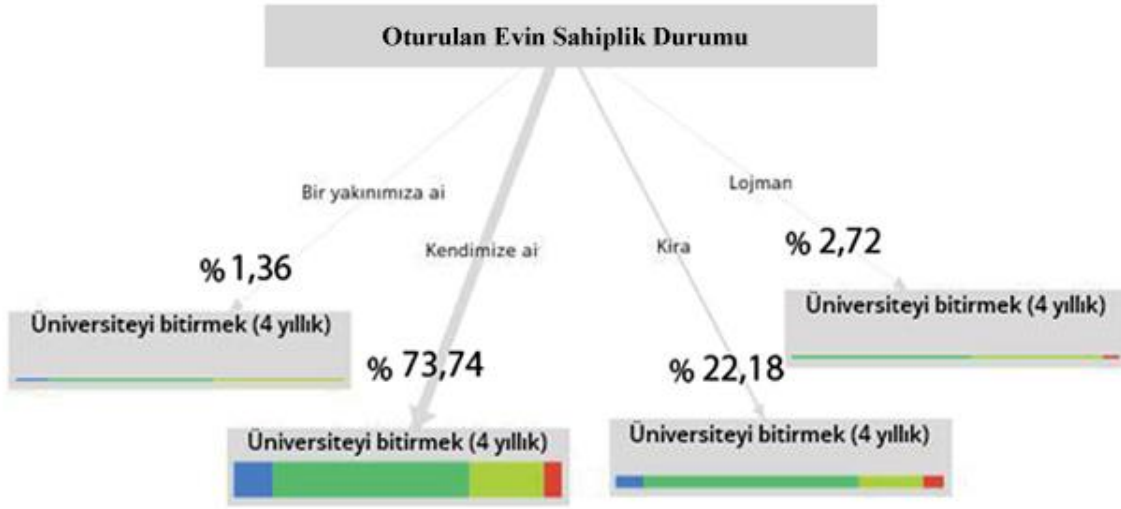 Oturulan Evin Sahiplik Durumu
Bir yakınımıza ai
Kendimize ai
Kira
Lojman
% 1,36
% 73,74
% 22,18
% 2,72
Üniversiteyi bitirmek (4 yıllık)
Üniversiteyi bitirmek (4 yıllık)
Üniversiteyi bitirmek (4 yıllık)
Üniversiteyi bitirmek (4 yıllık)